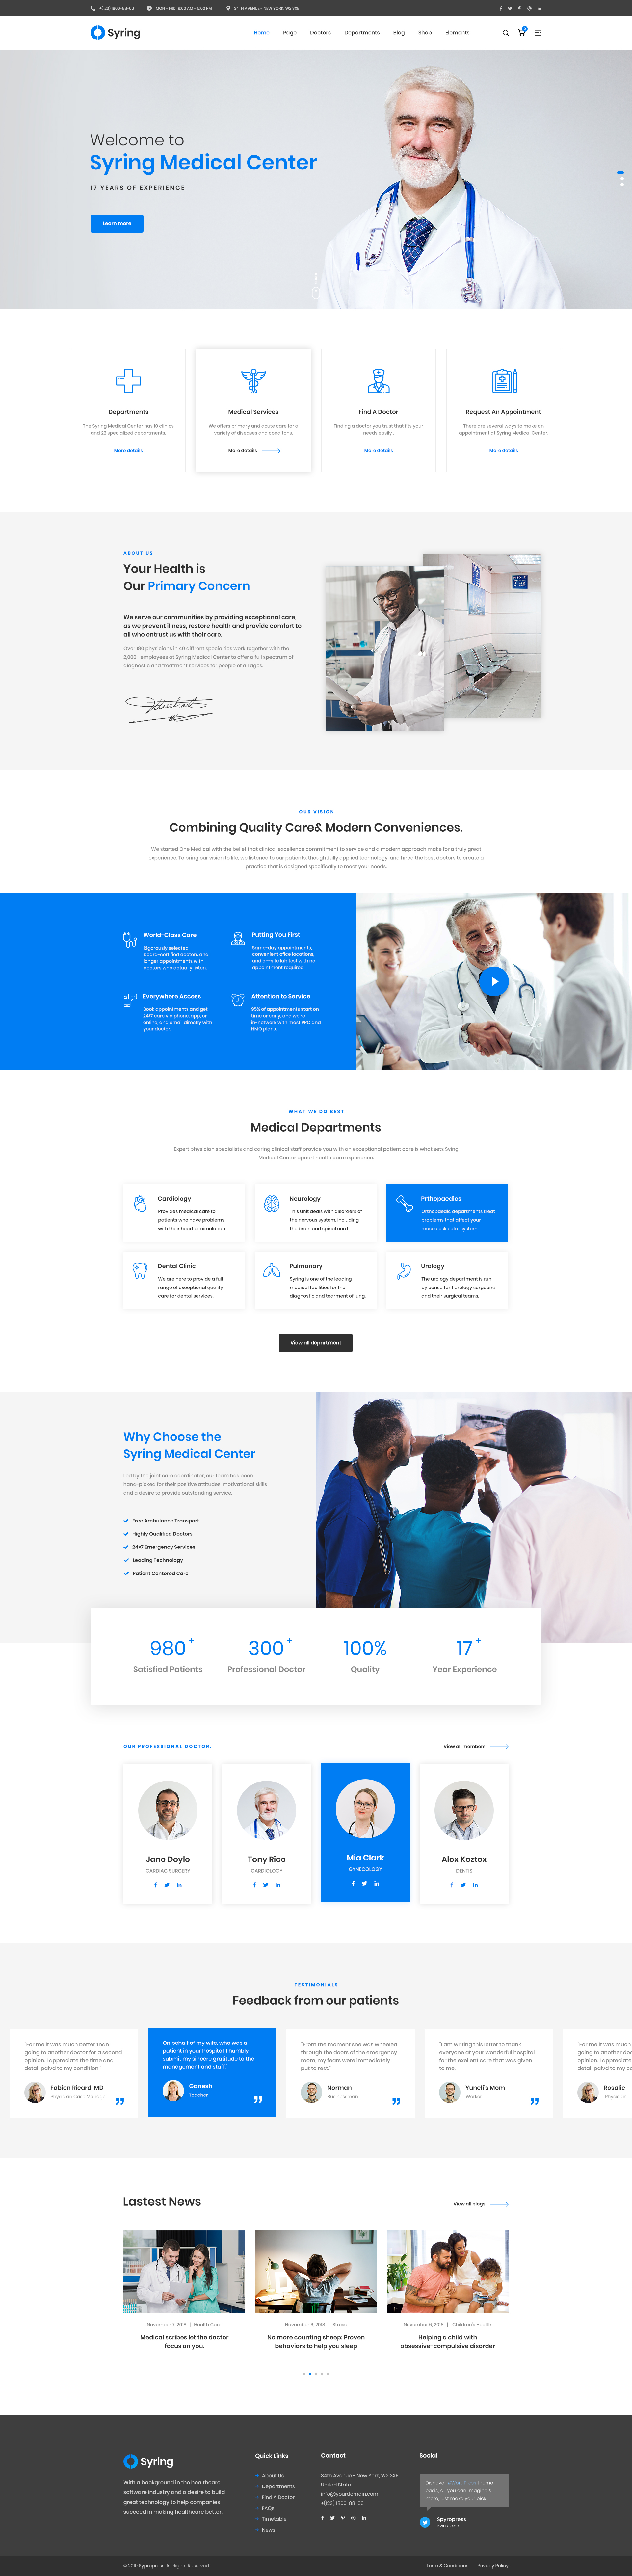 +(123) 1800-88-66
MON - FRI: 8:00 AM - 5:00 PM
34TH AVENUE - NEW YORK, W2 3XE
Syring
Home
Page
Doctors
Departments
Blog
Shop
Elements
Welcome to
Syring Medical Center
17 YEARS OF EXPERIENCE
Learn more
Departments
The Syring Medical Center has 10 clinics
and 22 specialized departments.
More details
Medical Services
We offers primary and acute care for a
variety of diseases and conditions.
More details
Find A Doctor
Finding a doctor you trust that fits your
needs easily.
More details
Request An Appointment
There are several ways to make an
appointment at Syring Medical Center.
More details
ABOUT US
Your Health is
Our Primary Concern
We serve our communities by providing exceptional care,
as we prevent illness, restore health and provide comfort to
all who entrust us with their care.
Over 180 physicians in 40 diffrent specialties work together with the
2,000+ employees at Syring Medical Center to offer a spectrum of
diagnostic and treatment services for people of all ages.
OUR VISION
Combining Quality Care& Modern Conveniences.
We started One Medical with the belief that clinical excellence commitment to service and a modern approach make for a truly great
experience. To bring our vision to life, we listened to our patients, thoughtfully applied technology, and hired the best doctors to create a
practice that is designed specifically to meet your needs.
World-Class Care
Rigorously selected
board-certified doctors and
longer appointments with
doctors who actually listen.
Putting You First
Same-day appointments,
convenient ofice locations,
and on-site lab test with no
appointment required.
Everywhere Access
Book appointments and get
24/7 care via phone, app, or
online, and email directly with
your doctor.
Attention to Service
95% of appointments start on
time or early, and we're
in-network with most PPO and
HMO plans.
WHAT WE DO BEST
Medical Departments
Expert physician specialists and caring clinical staff provide you with an exceptional patient care is what sets Syring
Medical Center apaart health care experience.
Cardiology
Provides medical care to
patients who have problems
with their heart or circulation.
Neurology
This unit deals with disorders of
the nervous system, including
the brain and spinal cord.
Prthopaedics
Orthopaedic departments treat
problems that affect your
musculoskeletal system.
Dental Clinic
We are here to provide a full
range of exceptional quality
care for dental services.
Pulmonary
Syring is one of the leading
medical facilities for the
diagnostic and tearment of lung.
Urology
The urology department is run
by consultant urology surgeons
and their surgical teams.
View all department
Why Choose the
Syring Medical Center
Led by the joint care coordinator, our team has been
hand-picked for their positive attitudes, motivational skills
and a desire to provide outstanding service.
Free Ambulance Transpart
Highly Qualified Doctors
24×7 Emergency Services
Leading Technology
Patient Centered Care
980 +
Satisfied Patients
300 +
Professional Doctor
100%
Quality
17 +
Year Experience
OUR PROFESSIONAL DOCTOR.
View all members
Jane Doyle
CARDIAC SURGERY
Tony Rice
CARDIOLOGY
Mia Clark
GYNECOLOGY
Alex Koztex
DENTIS
TESTIMONIALS
Feedback from our patients
"For me it was much better than
going to another doctor for a second
opinion. I appreciate the time and
detail poivd to my condition."
Fabien Ricard, MD
Physician Case Manager
On behalf of my wife, who was a
patient in your hospital, I humbly
submit my sincere gratitude to the
management and staff."
Ganesh
Teacher
"From the moment she was wheeled
through the doors of the emergency
room, my fears were immediately
put to rest."
Norman
Businessman
"I am writing this letter to thank
everyone at your wonderful hospital
for the exellent care that was given
to me.
Yuneli's Mom
Worker
"For me it was much
going to another doc
opinion. I appreciate
detail poivd to my co
Rosalie
Physician
Lastest News
View all blogs
November 7, 2018 | Health Care
Medical scribes let the doctor
focus on you.
November 9, 2018 | Stress
No more counting sheep: Proven
behaviors to help you sleep
November 9, 2018 | Children's Health
Helping a child with
obsessive-compulsive disorder
Syring
With a background in the healthcare
software industry and a desire to build
great technology to help companies
succeed in making healthcare better.
Quick Links
About Us
Departments
Find A Doctor
FAQs
Timetable
News
Contact
34th Avenue - New York, W2 3XE
United State.
info@yourdomain.com
+(123) 1800-88-66
Social
Discover #WordPress theme
easier, all you can imagine &
more, just make your pick!
Spyropress
2 WEEKS AGO
© 2018 Sypropress. All Rights Reserved
Term & Conditions
Privacy Policy